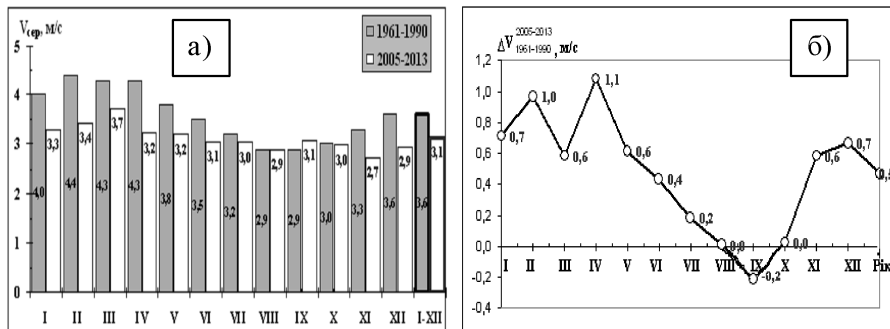 V_сер, м/с
а)
1961-1990
2005-2013
5
4
3
2
1
0
4,0 3,3 4,4 3,4 4,3 3,7 4,3 3,2 3,8 3,2 3,5 3,1 3,2 3,0 2,9 2,9 2,9 3,1 3,0 3,0 3,3 2,7 3,6 2,9 3,6 3,1
I II III IV V VI VII VIII IX X XI XII I-XII
ΔV 2005-2013 1961-1990, м/с
б)
1,2
1,0
0,8
0,6
0,4
0,2
0,0
-0,2
-0,4
0,7 1,0 0,6 1,1 0,6 0,4 0,2 0,0 -0,2 0,0 0,6 0,7 0,5
I II III IV V VI VII VIII IX X XI XII Рік